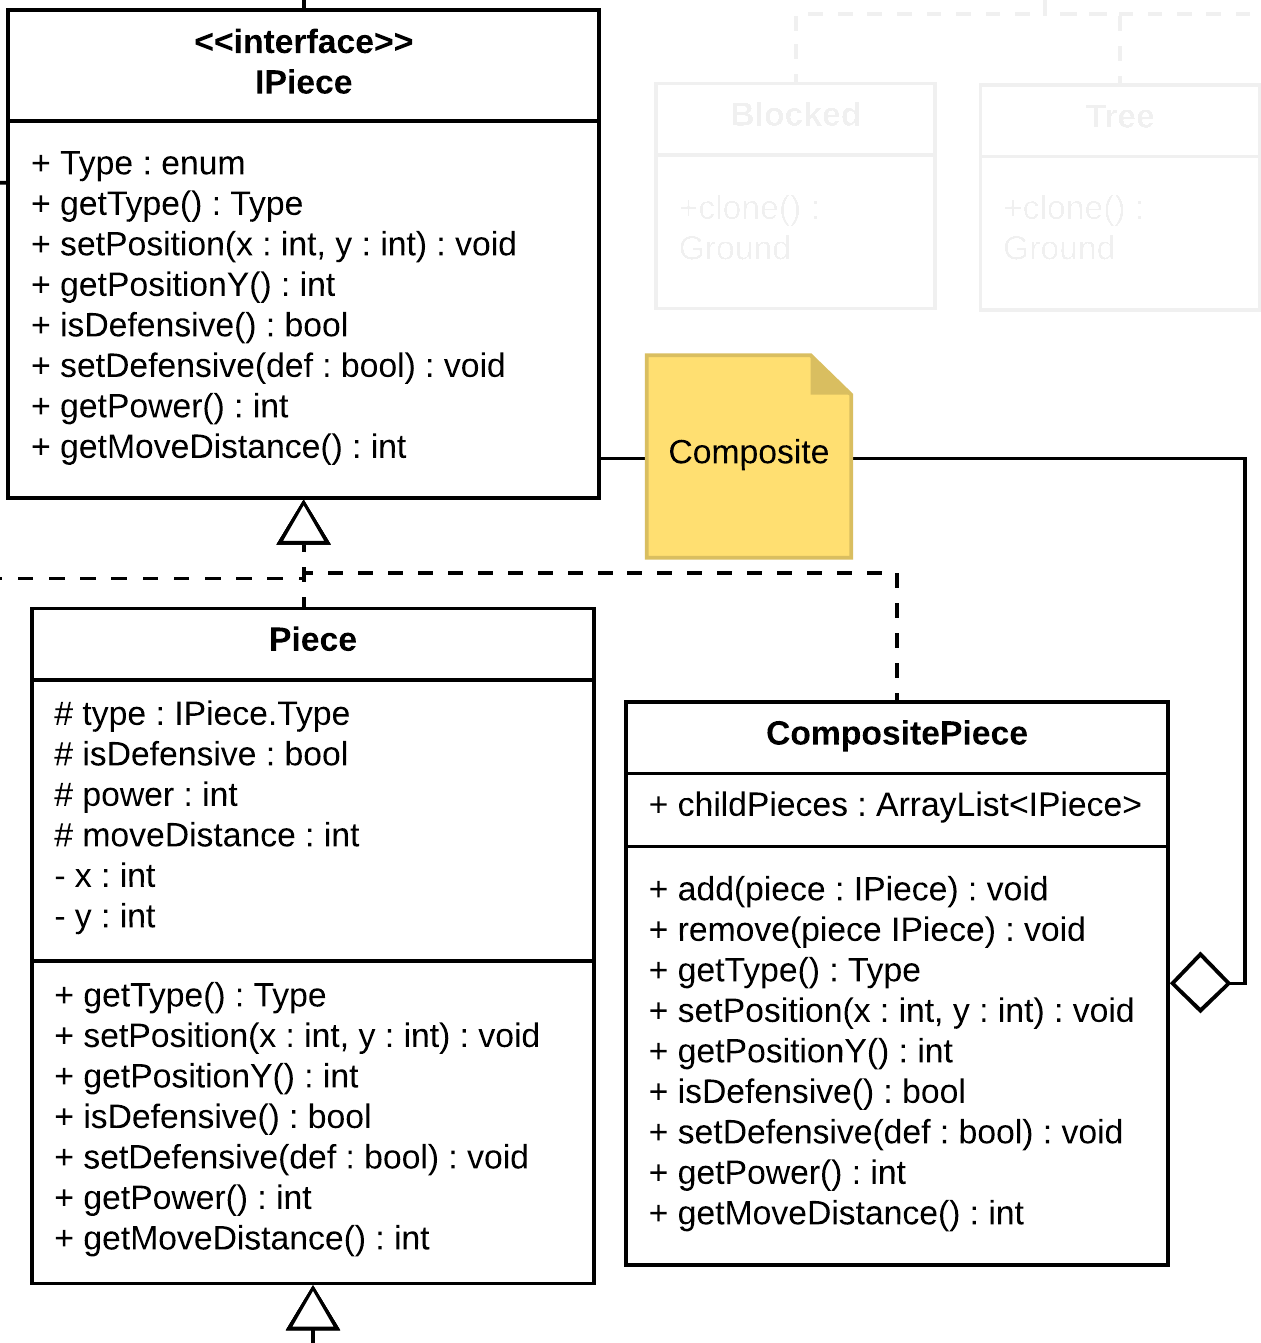 <<interface>>
IPiece
+ Type : enum
+ getType() : Type
+ setPosition(x : int, y : int) : void
+ getPositionY() : int
+ isDefensive() : bool
+ setDefensive(def : bool) : void
+ getPower() : int
+ getMoveDistance() : int
Blocked
+clone() :
Ground
Tree
+clone() :
Ground
Composite
Piece
# type : IPiece.Type
# isDefensive : bool
# power : int
# moveDistance : int
- x : int
- y : int
+ getType() : Type
+ setPosition(x : int, y : int) : void
+ getPositionY() : int
+ isDefensive() : bool
+ setDefensive(def : bool) : void
+ getPower() : int
+ getMoveDistance() : int
CompositePiece
+ childPieces : ArrayList<IPiece>
+ add(piece : IPiece) : void
+ remove(piece IPiece) : void
+ getType() : Type
+ setPosition(x : int, y : int) : void
+ getPositionY() : int
+ isDefensive() : bool
+ setDefensive(def : bool) : void
+ getPower() : int
+ getMoveDistance() : int